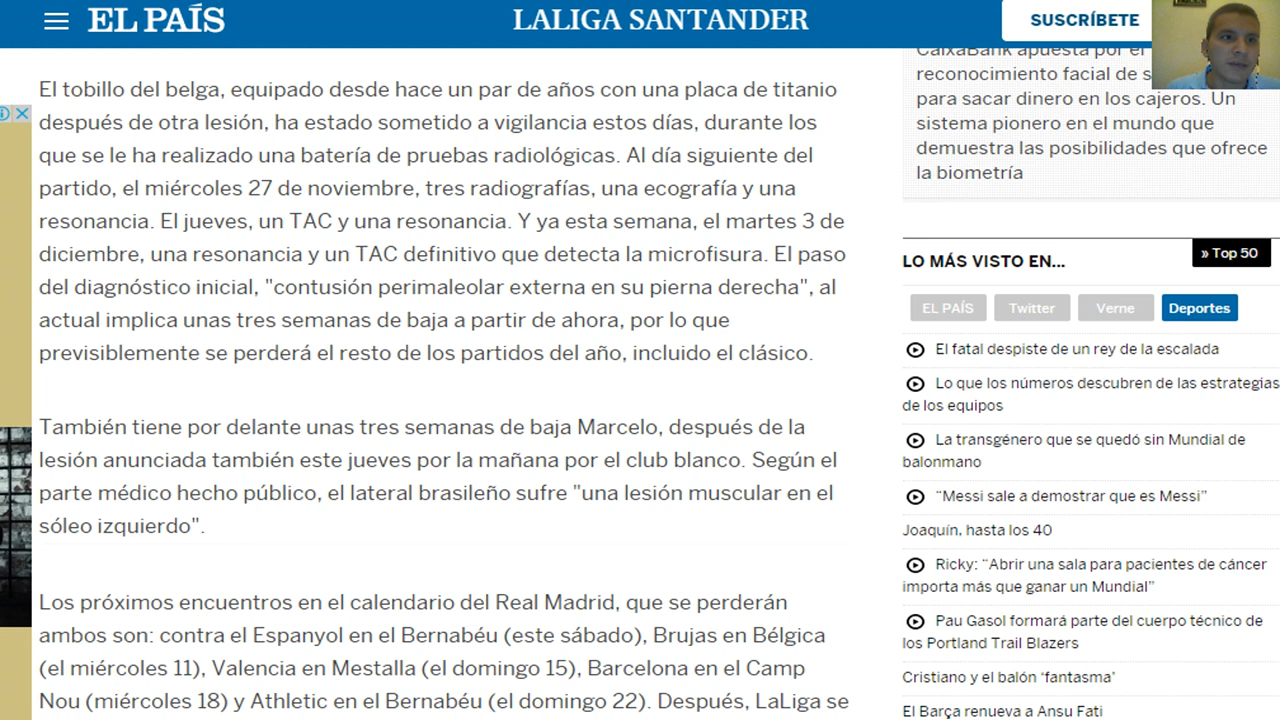 EL PAÍS
LALIGA SANTANDER
SUSCRÍBETE
El tobillo del belga, equipado desde hace un par de años con una placa de titanio
después de otra lesión, ha estado sometido a vigilancia estos días, durante los
que se le ha realizado una batería de pruebas radiológicas. Al día siguiente del
partido, el miércoles 27 de noviembre, tres radiografías, una ecografía y una
resonancia. El jueves, un TAC y una resonancia. Y ya esta semana, el martes 3 de
diciembre, una resonancia y un TAC definitivo que detecta la microfisura. El paso
del diagnóstico inicial, "contusión perimaleolar externa en su pierna derecha", al
actual implica unas tres semanas de baja a partir de ahora, por lo que
previsiblemente se perderá el resto de los partidos del año, incluido el clásico.
También tiene por delante unas tres semanas de baja Marcelo, después de la
lesión anunciada también este jueves por la mañana por el club blanco. Según el
parte médico hecho público, el lateral brasileño sufre "una lesión muscular en el
sóleo izquierdo".
Los próximos encuentros en el calendario del Real Madrid, que se perderán
ambos son: contra el Espanyol en el Bernabéu (este sábado), Brujas en Bélgica
(el miércoles 11), Valencia en Mestalla (el domingo 15), Barcelona en el Camp
Nou (miércoles 18) y Athletic en el Bernabéu (el domingo 22). Después, LaLiga se
CaixaBank apuesta por el
reconocimiento facial de s
para sacar dinero en los cajeros. Un
sistema pionero en el mundo que
demuestra las posibilidades que ofrece
la biometría
» Top 50
LO MÁS VISTO EN...
EL PAÍS
Twitter
Verne
Deportes
El fatal despiste de un rey de la escalada
Lo que los números descubren de las estrategias
de los equipos
La transgénero que se quedó sin Mundial de
balonmano
“Messi sale a demostrar que es Messi”
Joaquín, hasta los 40
Ricky: “Abrir una sala para pacientes de cáncer
importa más que ganar un Mundial”
Pau Gasol formará parte del cuerpo técnico de
los Portland Trail Blazers
Cristiano y el balón ‘fantasma’
El Barça renueva a Ansu Fati